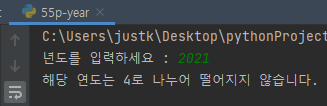 55p-year
C:\Users\justk\Desktop\pythonProject
년도를 입력하세요 : 2021
해당 연도는 4로 나누어 떨어지지 않습니다.